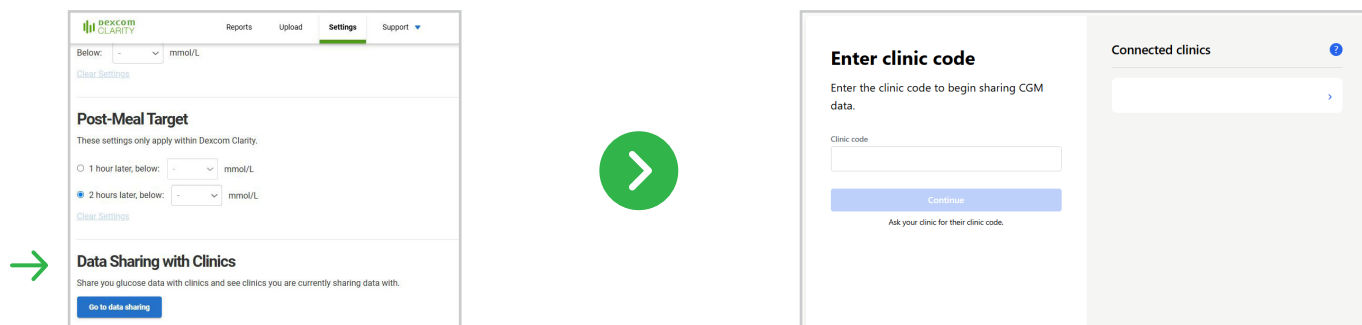 Dexcom
CLARITY
Reports Upload Settings Support
Below: - mmol/L
Clear Settings
Post-Meal Target
These settings only apply within Dexcom Clarity.
1 hour later, below: - mmol/L
2 hours later, below: - mmol/L
Clear Settings
Data Sharing with Clinics
Share you glucose data with clinics and see clinics you are currently sharing data with.
Go to data sharing
Enter clinic code
Enter the clinic code to begin sharing CGM
data.
Clinic code
Continue
Ask your clinic for their clinic code.
Connected clinics ?